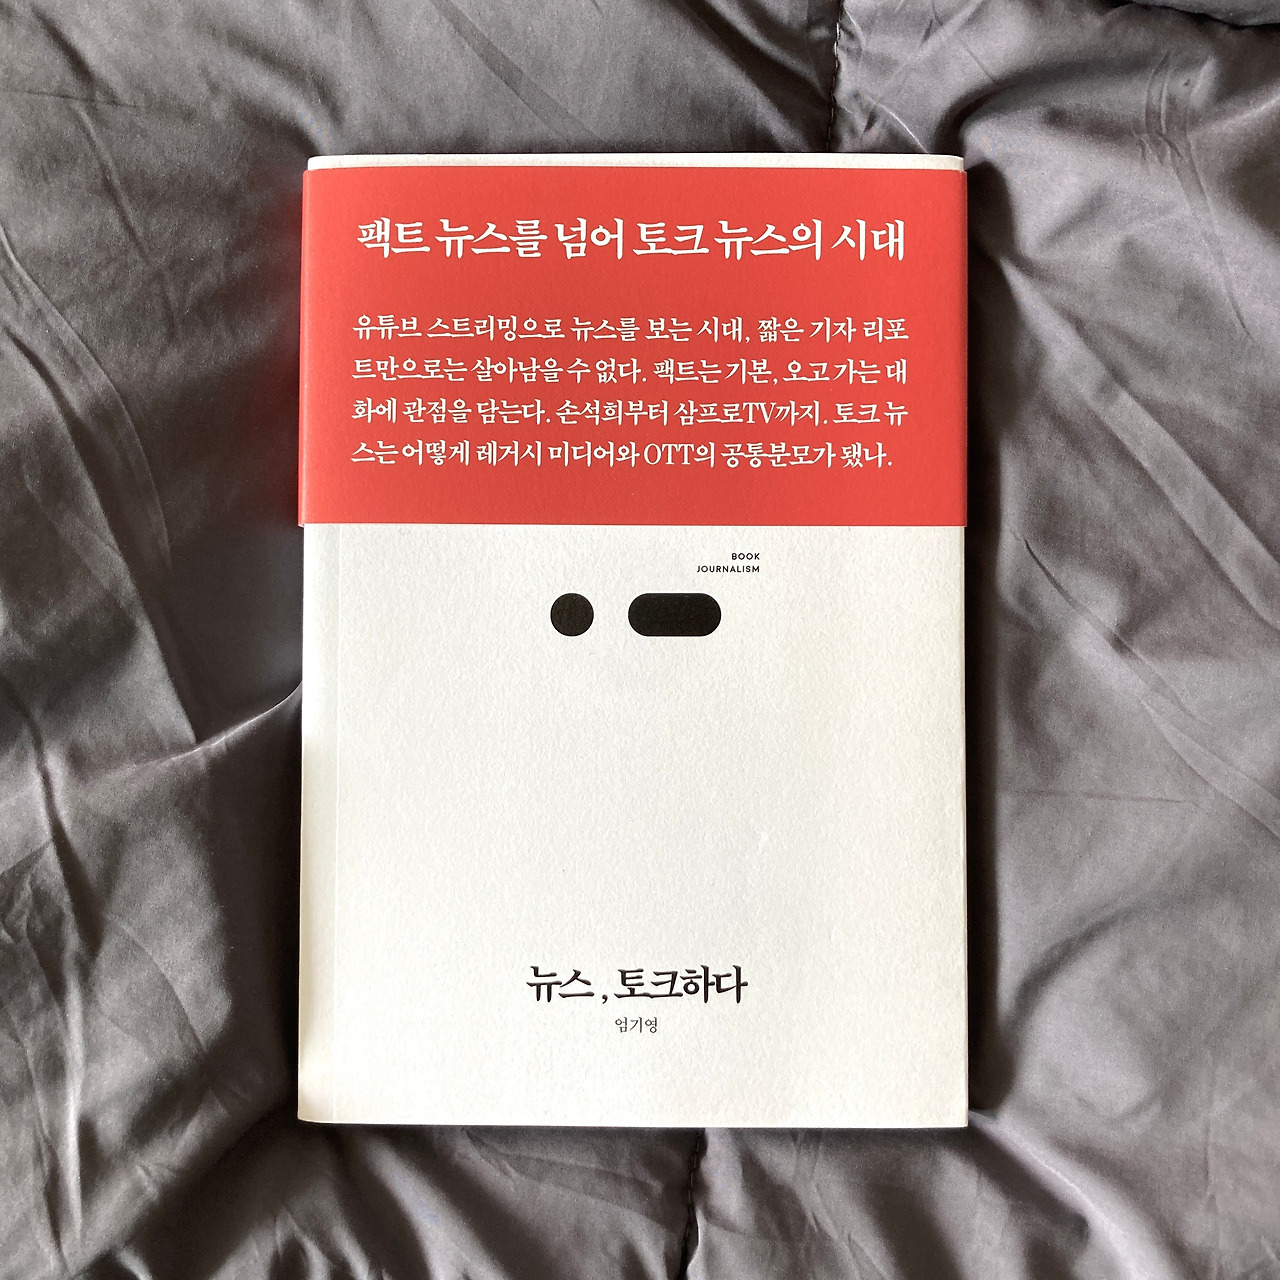 팩트 뉴스를 넘어 토크 뉴스의 시대
유튜브 스트리밍으로 뉴스를 보는 시대, 짧은 기자 리포
트만으로는 살아남을 수 없다. 팩트는 기본, 오고 가는 대
화에 관점을 담는다. 손석희부터 삼프로TV까지. 토크 뉴
스는 어떻게 레거시 미디어와 OTT의 공통분모가 됐나.
BOOK
JOURNALISM
뉴스, 토크하다
엄기영